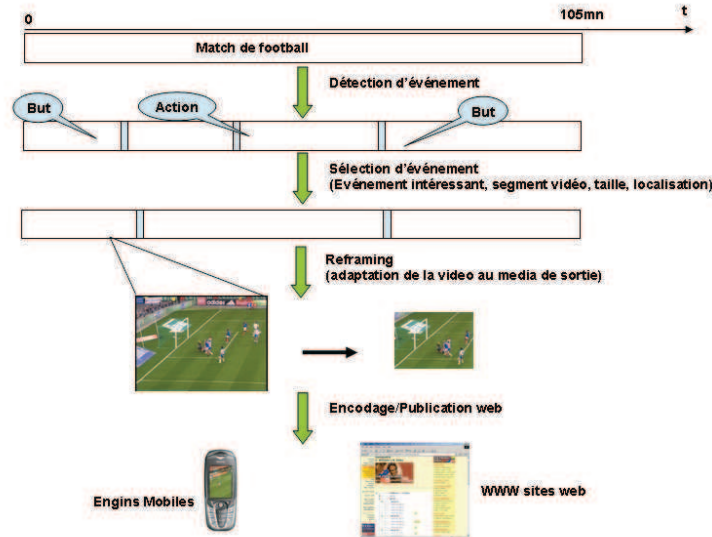 0
105mn
t
Match de football
Détection d'événement
But
Action
But
Sélection d'événement
(Evénement intéressant, segment vidéo, taille, localisation)
Reframing
(adaptation de la video au media de sortie)
adidas
Encodage/Publication web
Engins Mobiles
WWW sites web